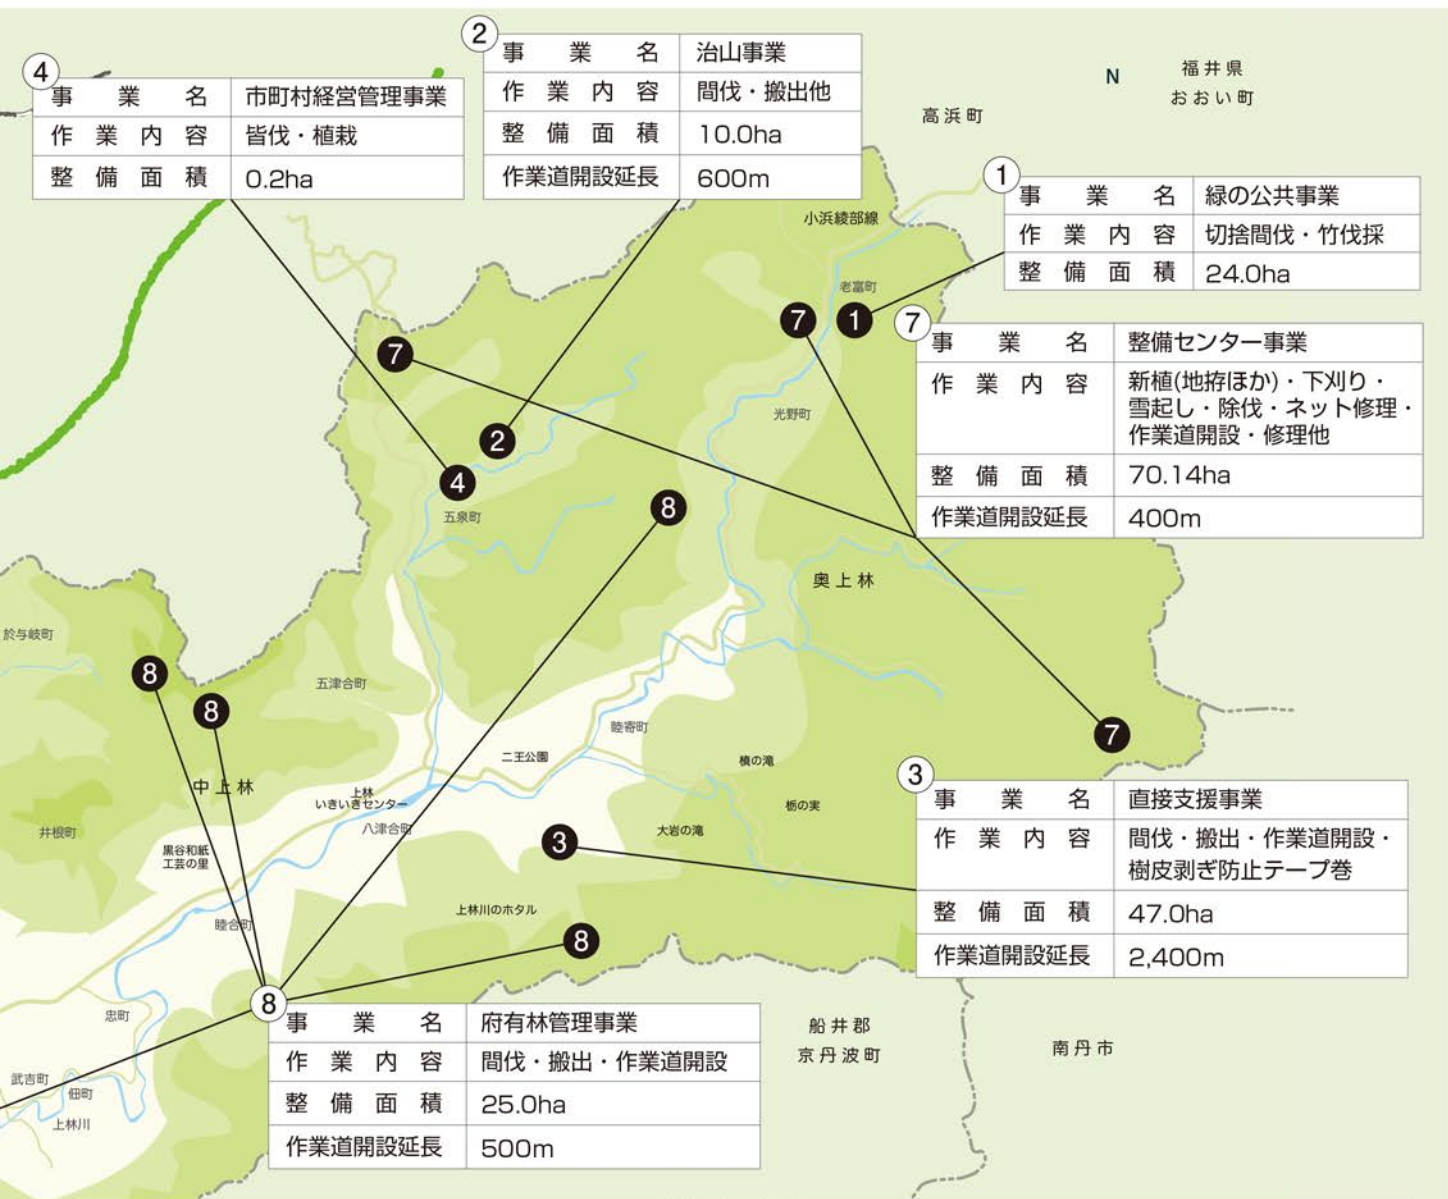 ④
事業名 市町村経営管理事業
作業内容 皆伐・植栽
整備面積 0.2ha
②
事業名 治山事業
作業内容 間伐・搬出他
整備面積 10.0ha
作業道開設延長 600m
N
福井県
おおい町
高浜町
①
事業名 緑の公共事業
作業内容 切捨間伐・竹伐採
整備面積 24.0ha
小浜綾部線
老富町
7
1
⑦
事業名 整備センター事業
作業内容 新植(地拵ほか)・下刈り・
雪起し・除伐・ネット修理・
作業道開設・修理他
整備面積 70.14ha
作業道開設延長 400m
7
光野町
2
4
五泉町
8
奥上林
於与岐町
8
五津合町
8
睦寄町
7
二王公園
槙の滝
中上林
上林
いきいきセンター
栃の実
井根町
八津合町
大岩の滝
3
黒谷和紙
工芸の里
③
事業名 直接支援事業
作業内容 間伐・搬出・作業道開設・
樹皮剥ぎ防止テープ巻
整備面積 47.0ha
作業道開設延長 2,400m
上林川のホタル
睦合町
8
⑧
事業名 府有林管理事業
作業内容 間伐・搬出・作業道開設
整備面積 25.0ha
作業道開設延長 500m
忠町
船井郡
京丹波町
南丹市
武吉町
佃町
上林川